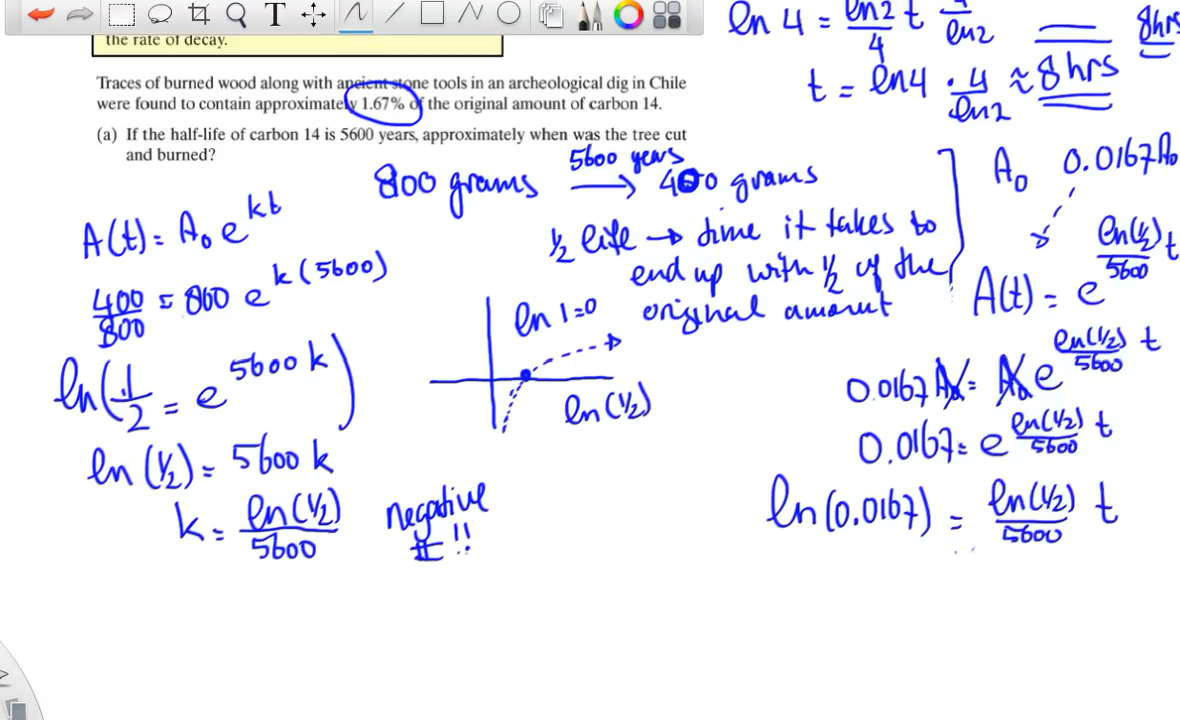 T
the rate of decay.
Traces of burned wood along with ancient stone tools in an archeological dig in Chile
were found to contain approximately 1.67% of the original amount of carbon 14.
(a) If the half-life of carbon 14 is 5600 years, approximately when was the tree cut
and burned?
ln 4 = ln2/4 t
ln2
8hrs
t = ln4 · 4/ln2 ≈ 8 hrs
800 grams → 400 grams
5600 years
½ life → time it takes to
end up with ½ of the
original amount
A(t) = A₀ e^kt
400/800 = 800 e^k(5600)
ln(1/2 = e^5600k)
ln(½) = 5600 k
k = ln(½)/5600
negative
#!!
ln 1=0
ln(½)
A₀ 0.0167A₀
A(t) = e^ln(½)/5600 t
0.0167 A₀ = A₀ e^ln(½)/5600 t
0.0167 = e^ln(½)/5600 t
ln(0.0167) = ln(½)/5600 t